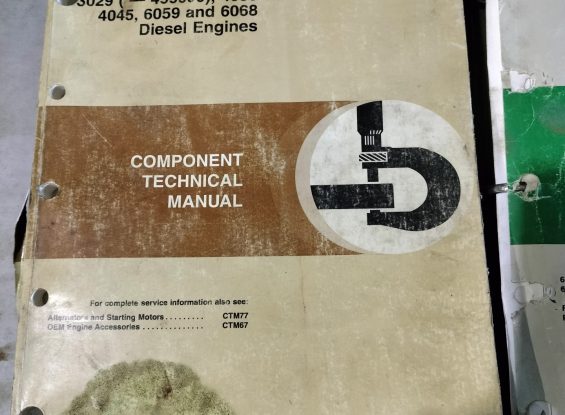 3029 (
4045, 6059 and 6068
Diesel Engines
COMPONENT
TECHNICAL
MANUAL
For complete service information also see:
Alternators and Starting Motors . . . . . . . . . CTM77
OEM Engine Accessories . . . . . . . . . . . . . . CTM67